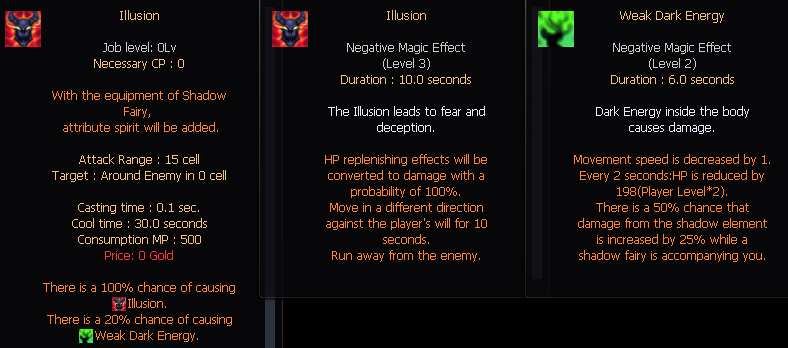 Illusion
Job level: 0Lv
Necessary CP : 0
With the equipment of Shadow
Fairy,
attribute spirit will be added.
Attack Range : 15 cell
Target : Around Enemy in 0 cell
Casting time : 0.1 sec.
Cool time : 30.0 seconds
Consumption MP : 500
Price: 0 Gold
There is a 100% chance of causing
Illusion.
There is a 20% chance of causing
Weak Dark Energy.
Illusion
Negative Magic Effect
(Level 3)
Duration : 10.0 seconds
The Illusion leads to fear and
deception.
HP replenishing effects will be
converted to damage with a
probability of 100%.
Move in a different direction
against the player's will for 10
seconds.
Run away from the enemy.
Weak Dark Energy
Negative Magic Effect
(Level 2)
Duration : 6.0 seconds
Dark Energy inside the body
causes damage.
Movement speed is decreased by 1.
Every 2 seconds:HP is reduced by
198(Player Level*2).
There is a 50% chance that
damage from the shadow element
is increased by 25% while a
shadow fairy is accompanying you.